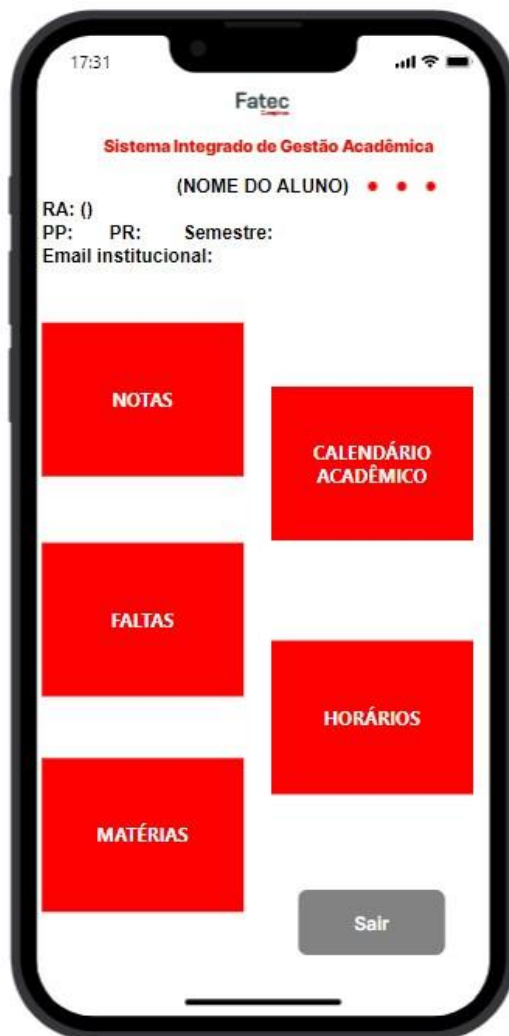 17:31
Fatec
Sistema Integrado de Gestão Acadêmica
(NOME DO ALUNO)
RA: ()
PP: PR: Semestre:
Email institucional:
NOTAS
CALENDÁRIO
ACADÊMICO
FALTAS
HORÁRIOS
MATÉRIAS
Sair